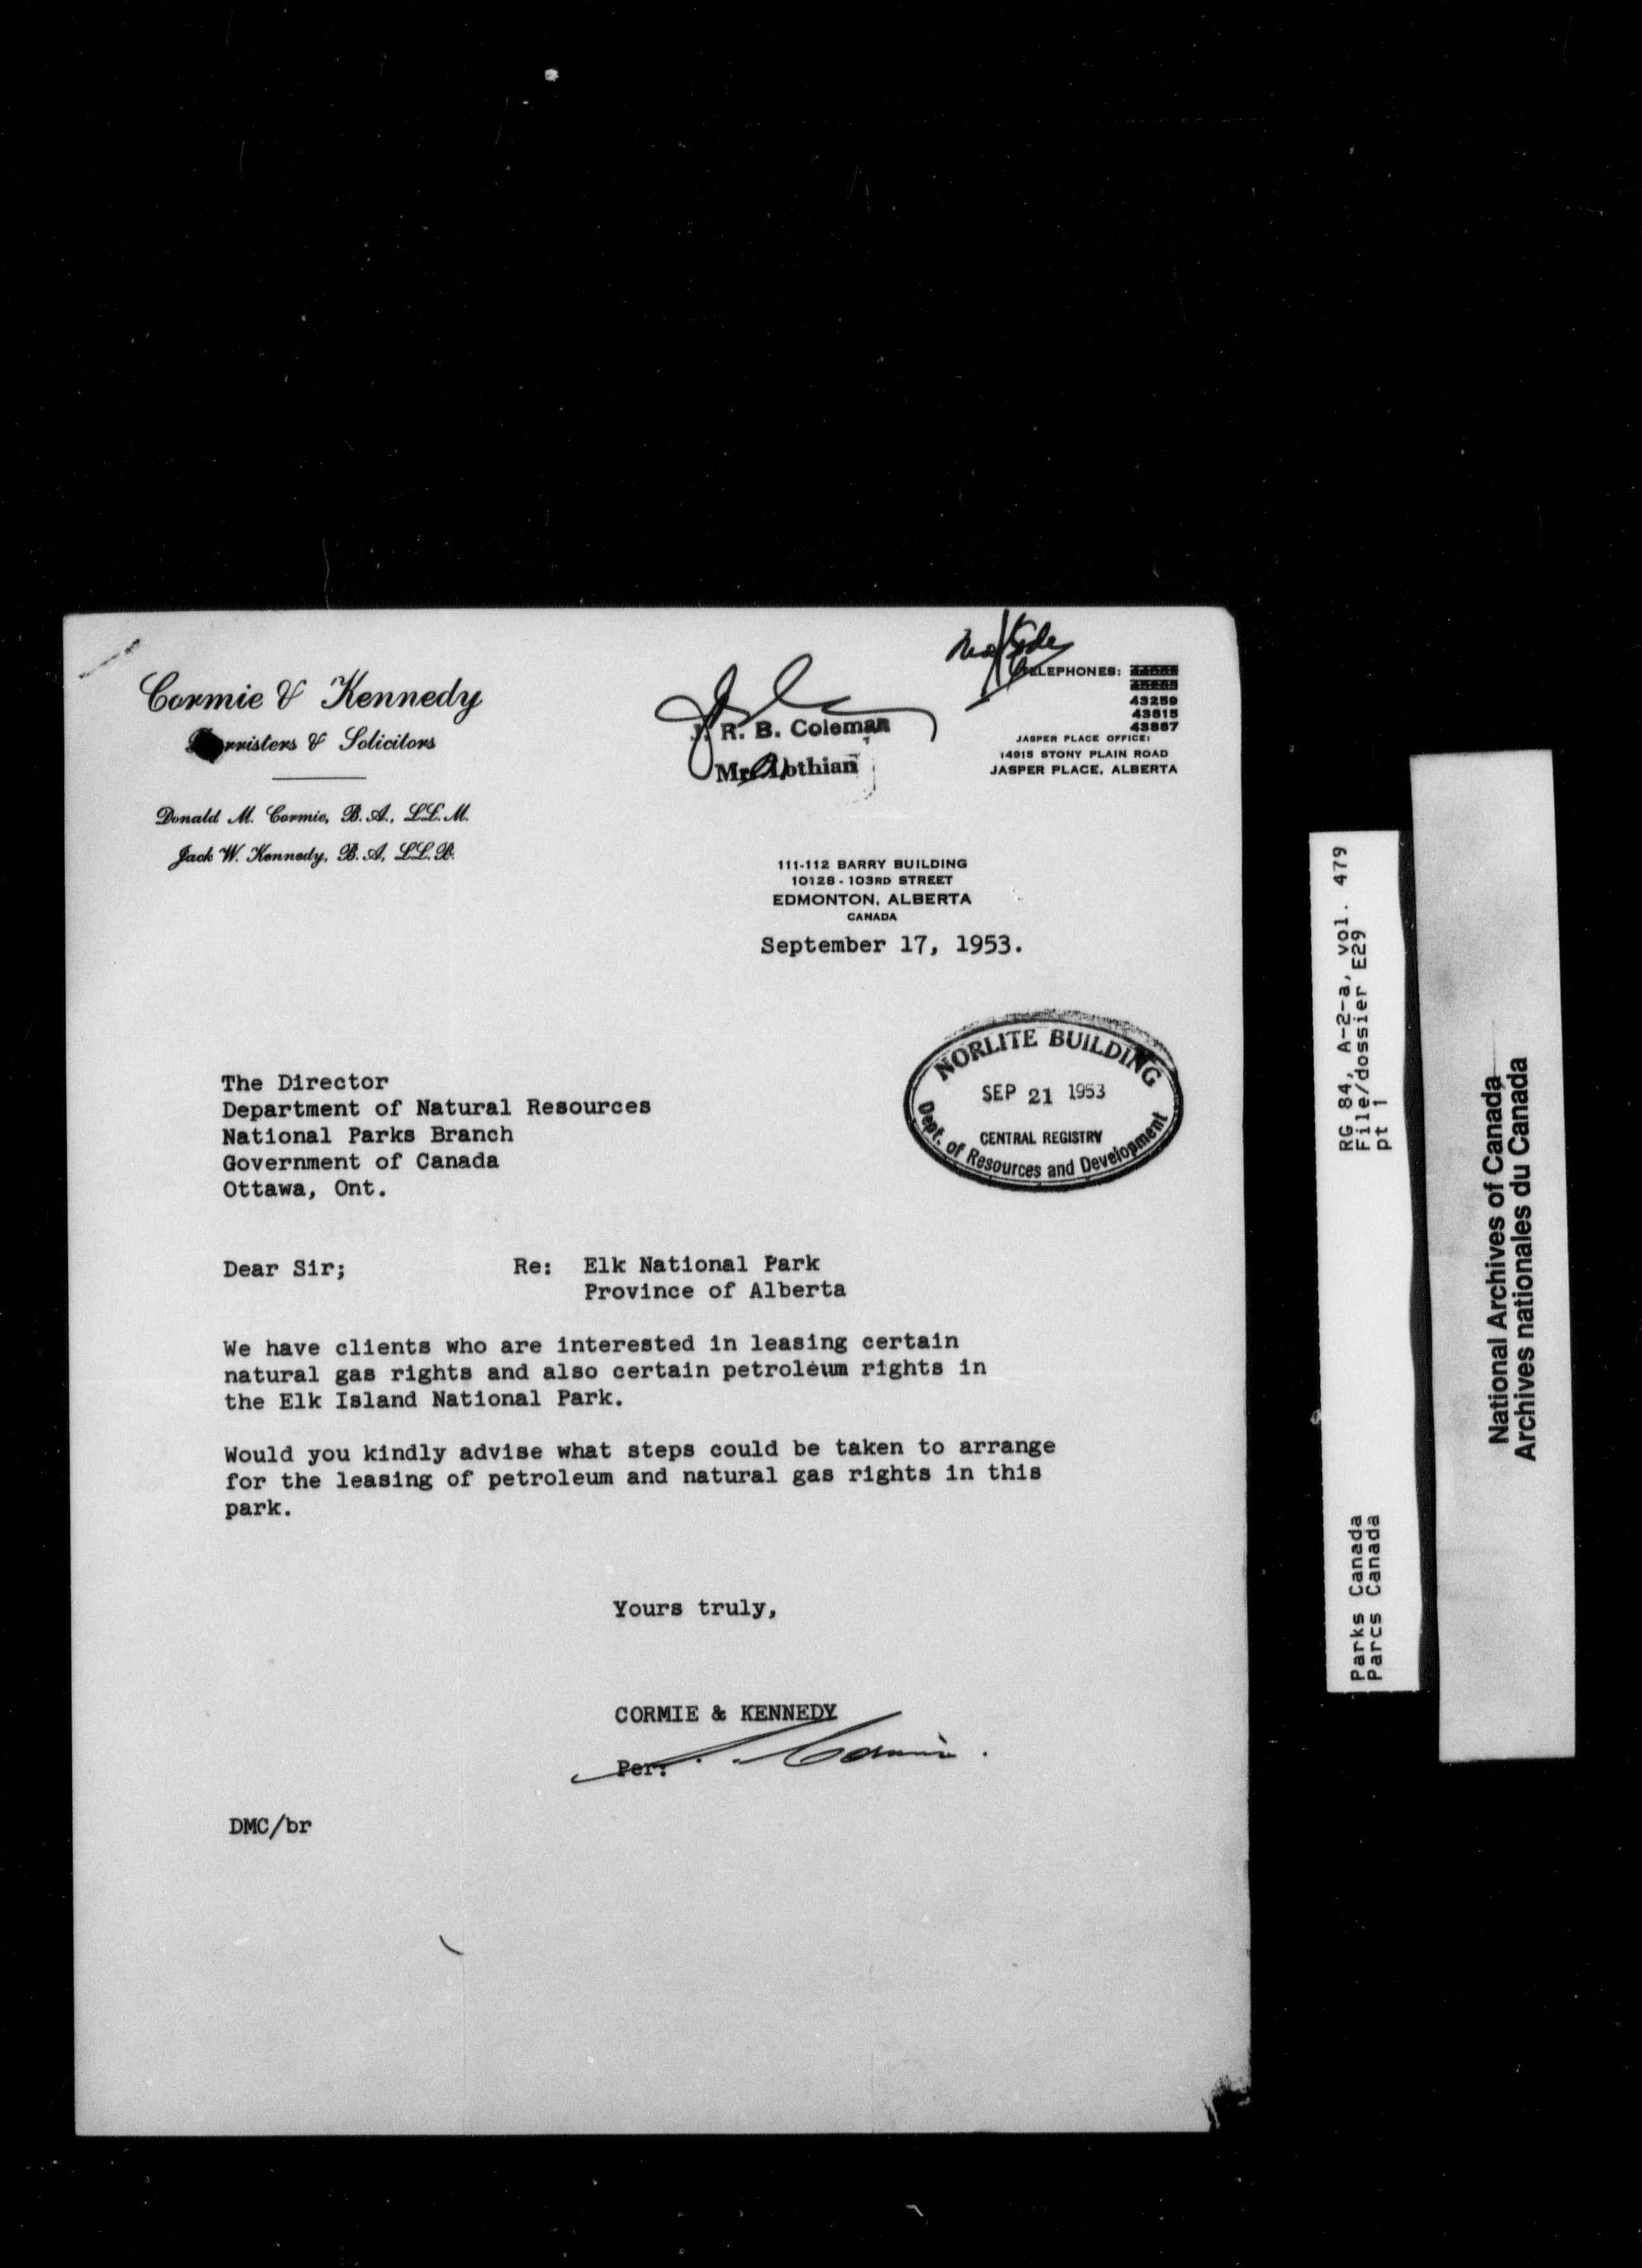 Cormie & Kennedy
Barristers & Solicitors
Donald M. Cormie, B.A., LL.M.
Jack W. Kennedy, B.A., LL.B.
J. R. B. Coleman
Mr. Lothian
TELEPHONES:
43259
43815
43887
JASPER PLACE OFFICE:
14915 STONY PLAIN ROAD
JASPER PLACE, ALBERTA
111-112 BARRY BUILDING
10128 - 103RD STREET
EDMONTON, ALBERTA
CANADA
September 17, 1953.
NORLITE BUILDING
SEP 21 1953
CENTRAL REGISTRY
Dept. of Resources and Development
The Director
Department of Natural Resources
National Parks Branch
Government of Canada
Ottawa, Ont.
Dear Sir; Re: Elk National Park
Province of Alberta
We have clients who are interested in leasing certain
natural gas rights and also certain petroleum rights in
the Elk Island National Park.
Would you kindly advise what steps could be taken to arrange
for the leasing of petroleum and natural gas rights in this
park.
Yours truly,
CORMIE & KENNEDY
Per: Cormie.
DMC/br
RG 84, A-2-a, vol. 479
File/dossier E29
pt 1
Parks Canada
Parcs Canada
National Archives of Canada
Archives nationales du Canada